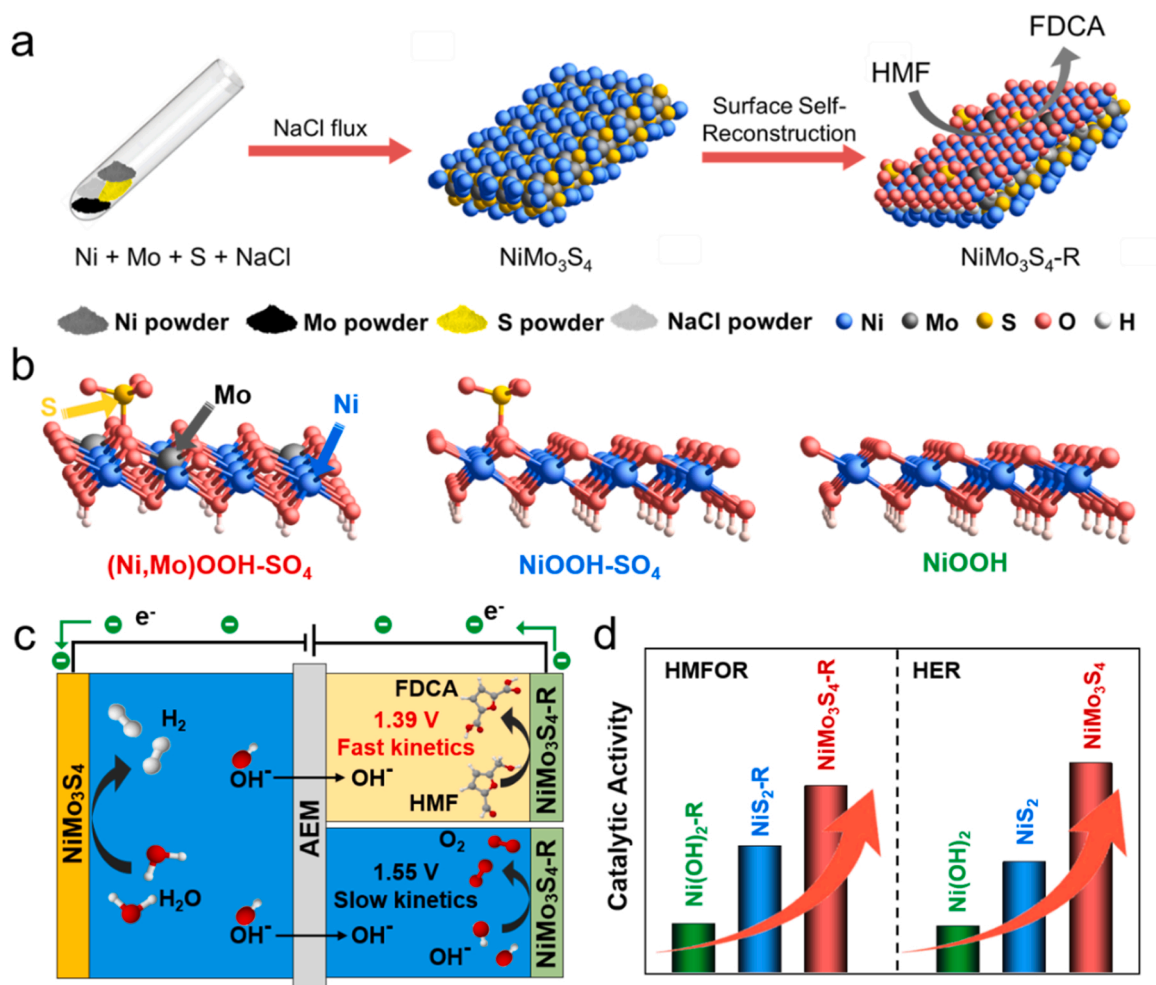 a
FDCA
HMF
NaCl flux
Surface Self-
Reconstruction
Ni + Mo + S + NaCl
NiMo₃S₄
NiMo₃S₄-R
Ni powder
Mo powder
S powder
NaCl powder
Ni
Mo
S
O
H
b
S
Mo
Ni
(Ni,Mo)OOH-SO₄
NiOOH-SO₄
NiOOH
c
e⁻
e⁻
NiMo₃S₄
H₂
H₂O
OH⁻
OH⁻
AEM
FDCA
1.39 V
Fast kinetics
OH⁻
HMF
NiMo₃S₄-R
O₂
1.55 V
Slow kinetics
OH⁻
OH⁻
NiMo₃S₄-R
d
Catalytic Activity
HMFOR
Ni(OH)₂-R
NiS₂-R
NiMo₃S₄-R
HER
Ni(OH)₂
NiS₂
NiMo₃S₄